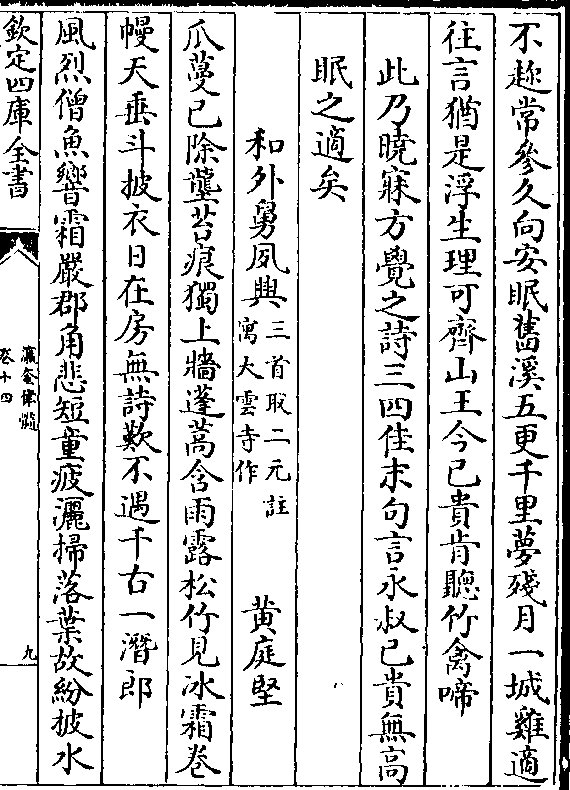 不趂常參久向安眠舊溪五更千里夢殘月一城雞適
往言猶是浮生理可齊山王今已貴肯聽竹禽啼
此乃曉寐方覺之詩三四佳末句言永叔已貴無高
眠之適矣
和外舅夙興三首取二元註寓大雲寺作 黄庭堅
瓜蔓已除壟苔痕獨上牆蓬蒿含雨露松竹見冰霜卷
幔天垂斗披衣日在房無詩歎不遇千古一潛郎
風烈僧魚響霜嚴郡角悲短童疲灑掃落葉故紛披水
欽定四庫全書
瀛奎律髓
卷十四
九